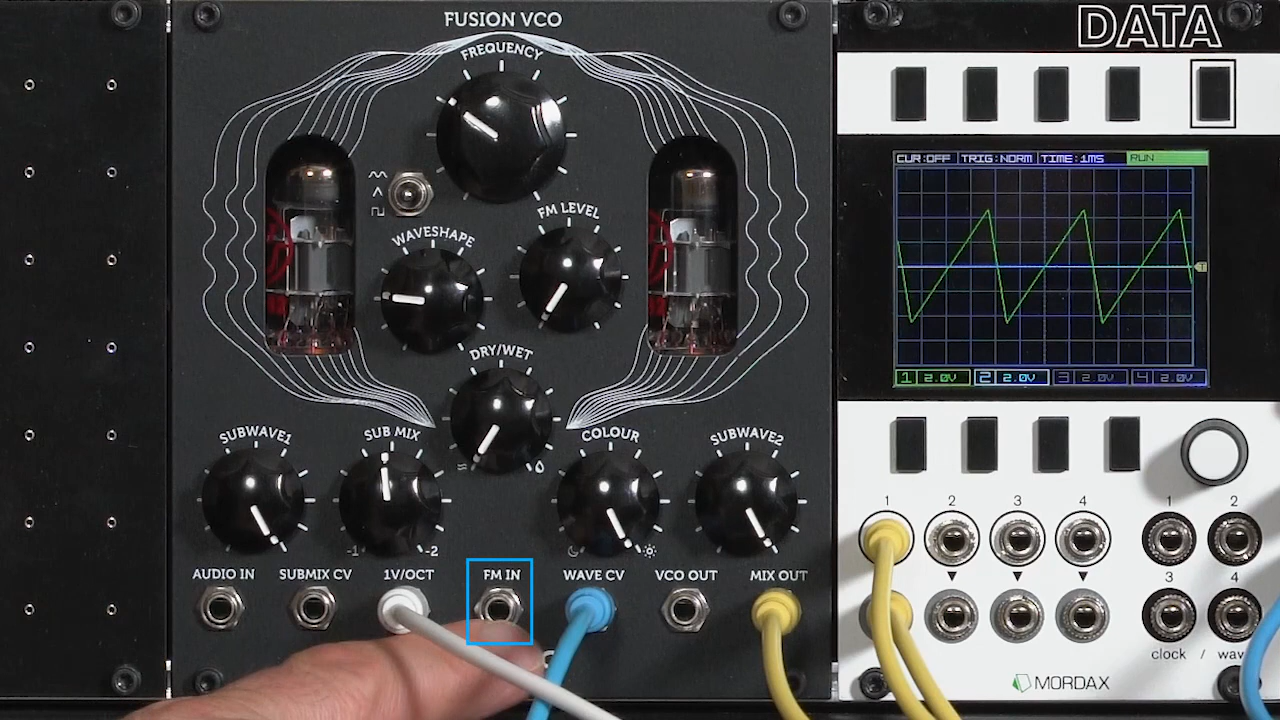 FUSION VCO
FREQUENCY
FM LEVEL
WAVESHAPE
DRY/WET
SUBWAVE1
SUB MIX
COLOUR
SUBWAVE2
-1
-2
AUDIO IN
SUBMIX CV
1V/OCT
FM IN
WAVE CV
VCO OUT
MIX OUT
DATA
CUR:OFF
TRIG:NORM
TIME:1MS
RUN
1 2.0V
2 2.0V
3 2.0V
4 2.0V
1
2
3
4
1
2
3
4
clock / wav
MORDAX